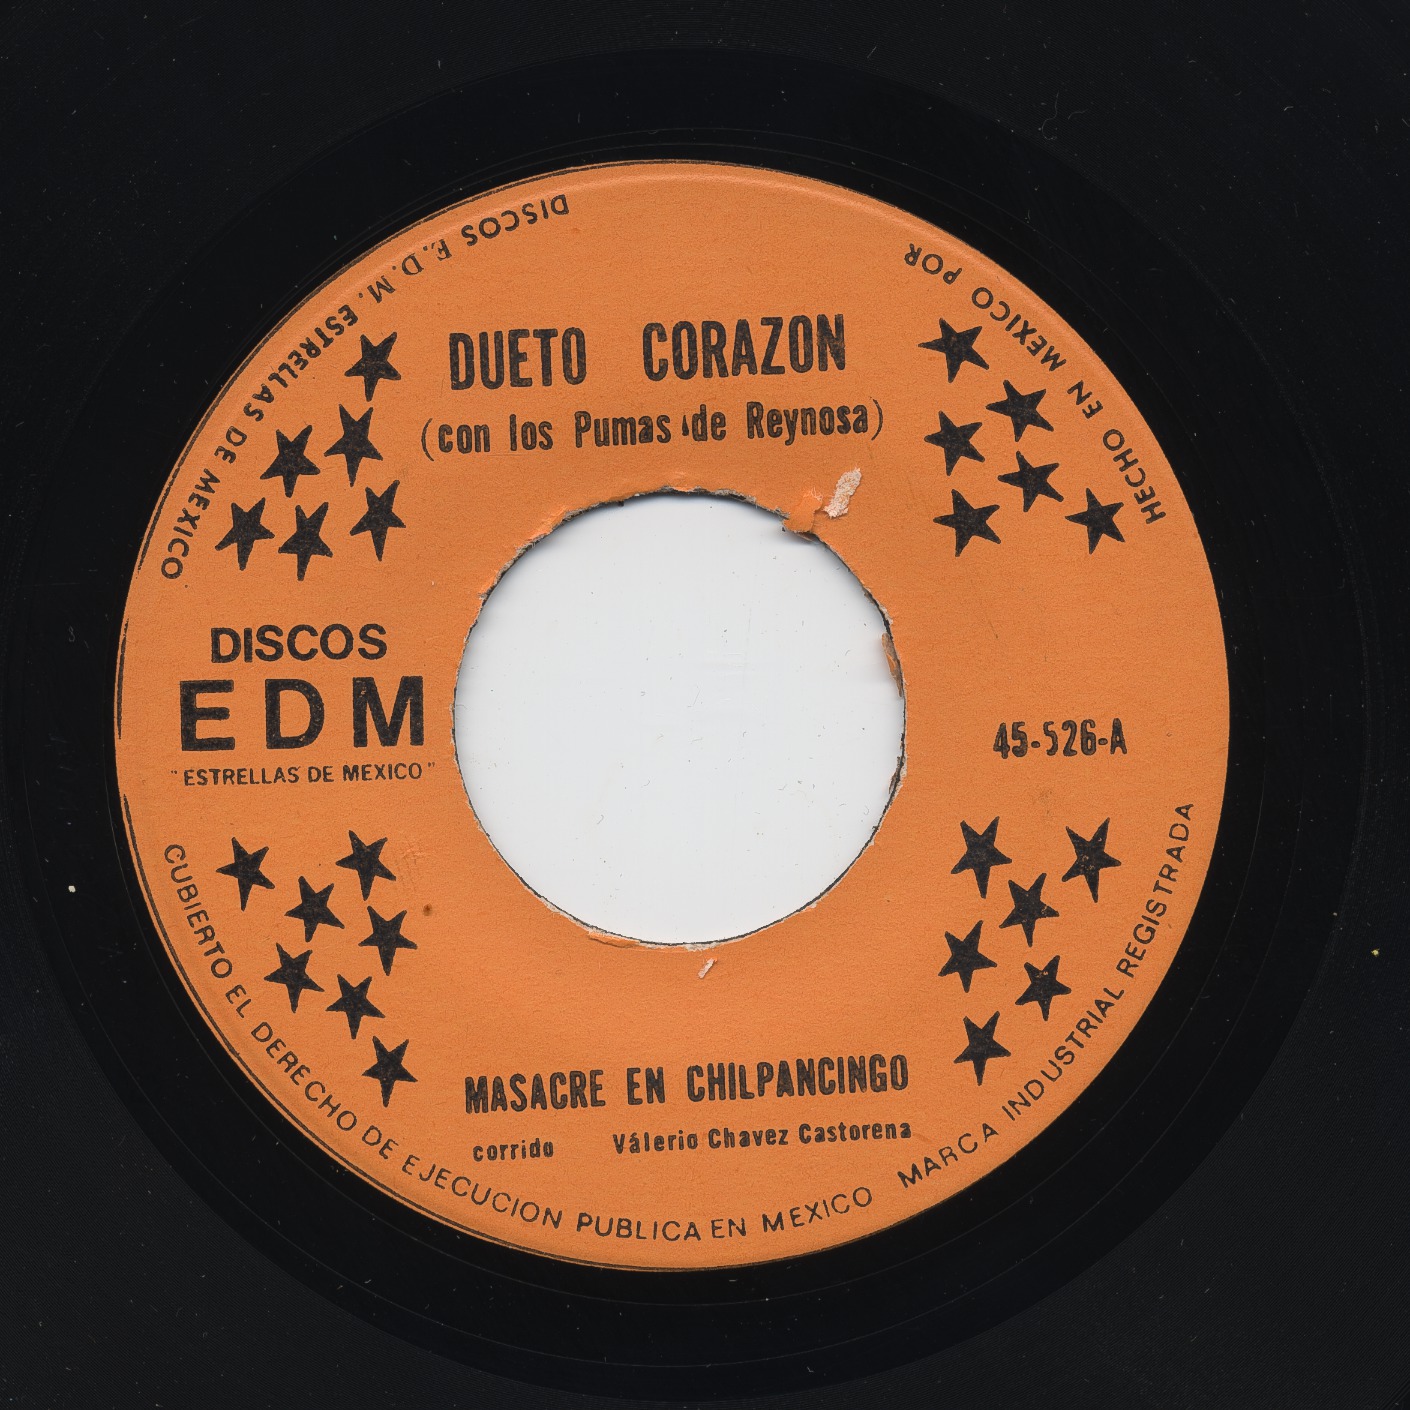 HECHO EN MEXICO POR
DISCOS E.D.M. ESTRELLAS DE MEXICO
DUETO CORAZON
(con los Pumas de Reynosa)
DISCOS
EDM
"ESTRELLAS DE MEXICO"
45-526-A
MASACRE EN CHILPANCINGO
corrido Válerio Chavez Castorena
CUBIERTO EL DERECHO DE EJECUCION PUBLICA EN MEXICO MARCA INDUSTRIAL REGISTRADA